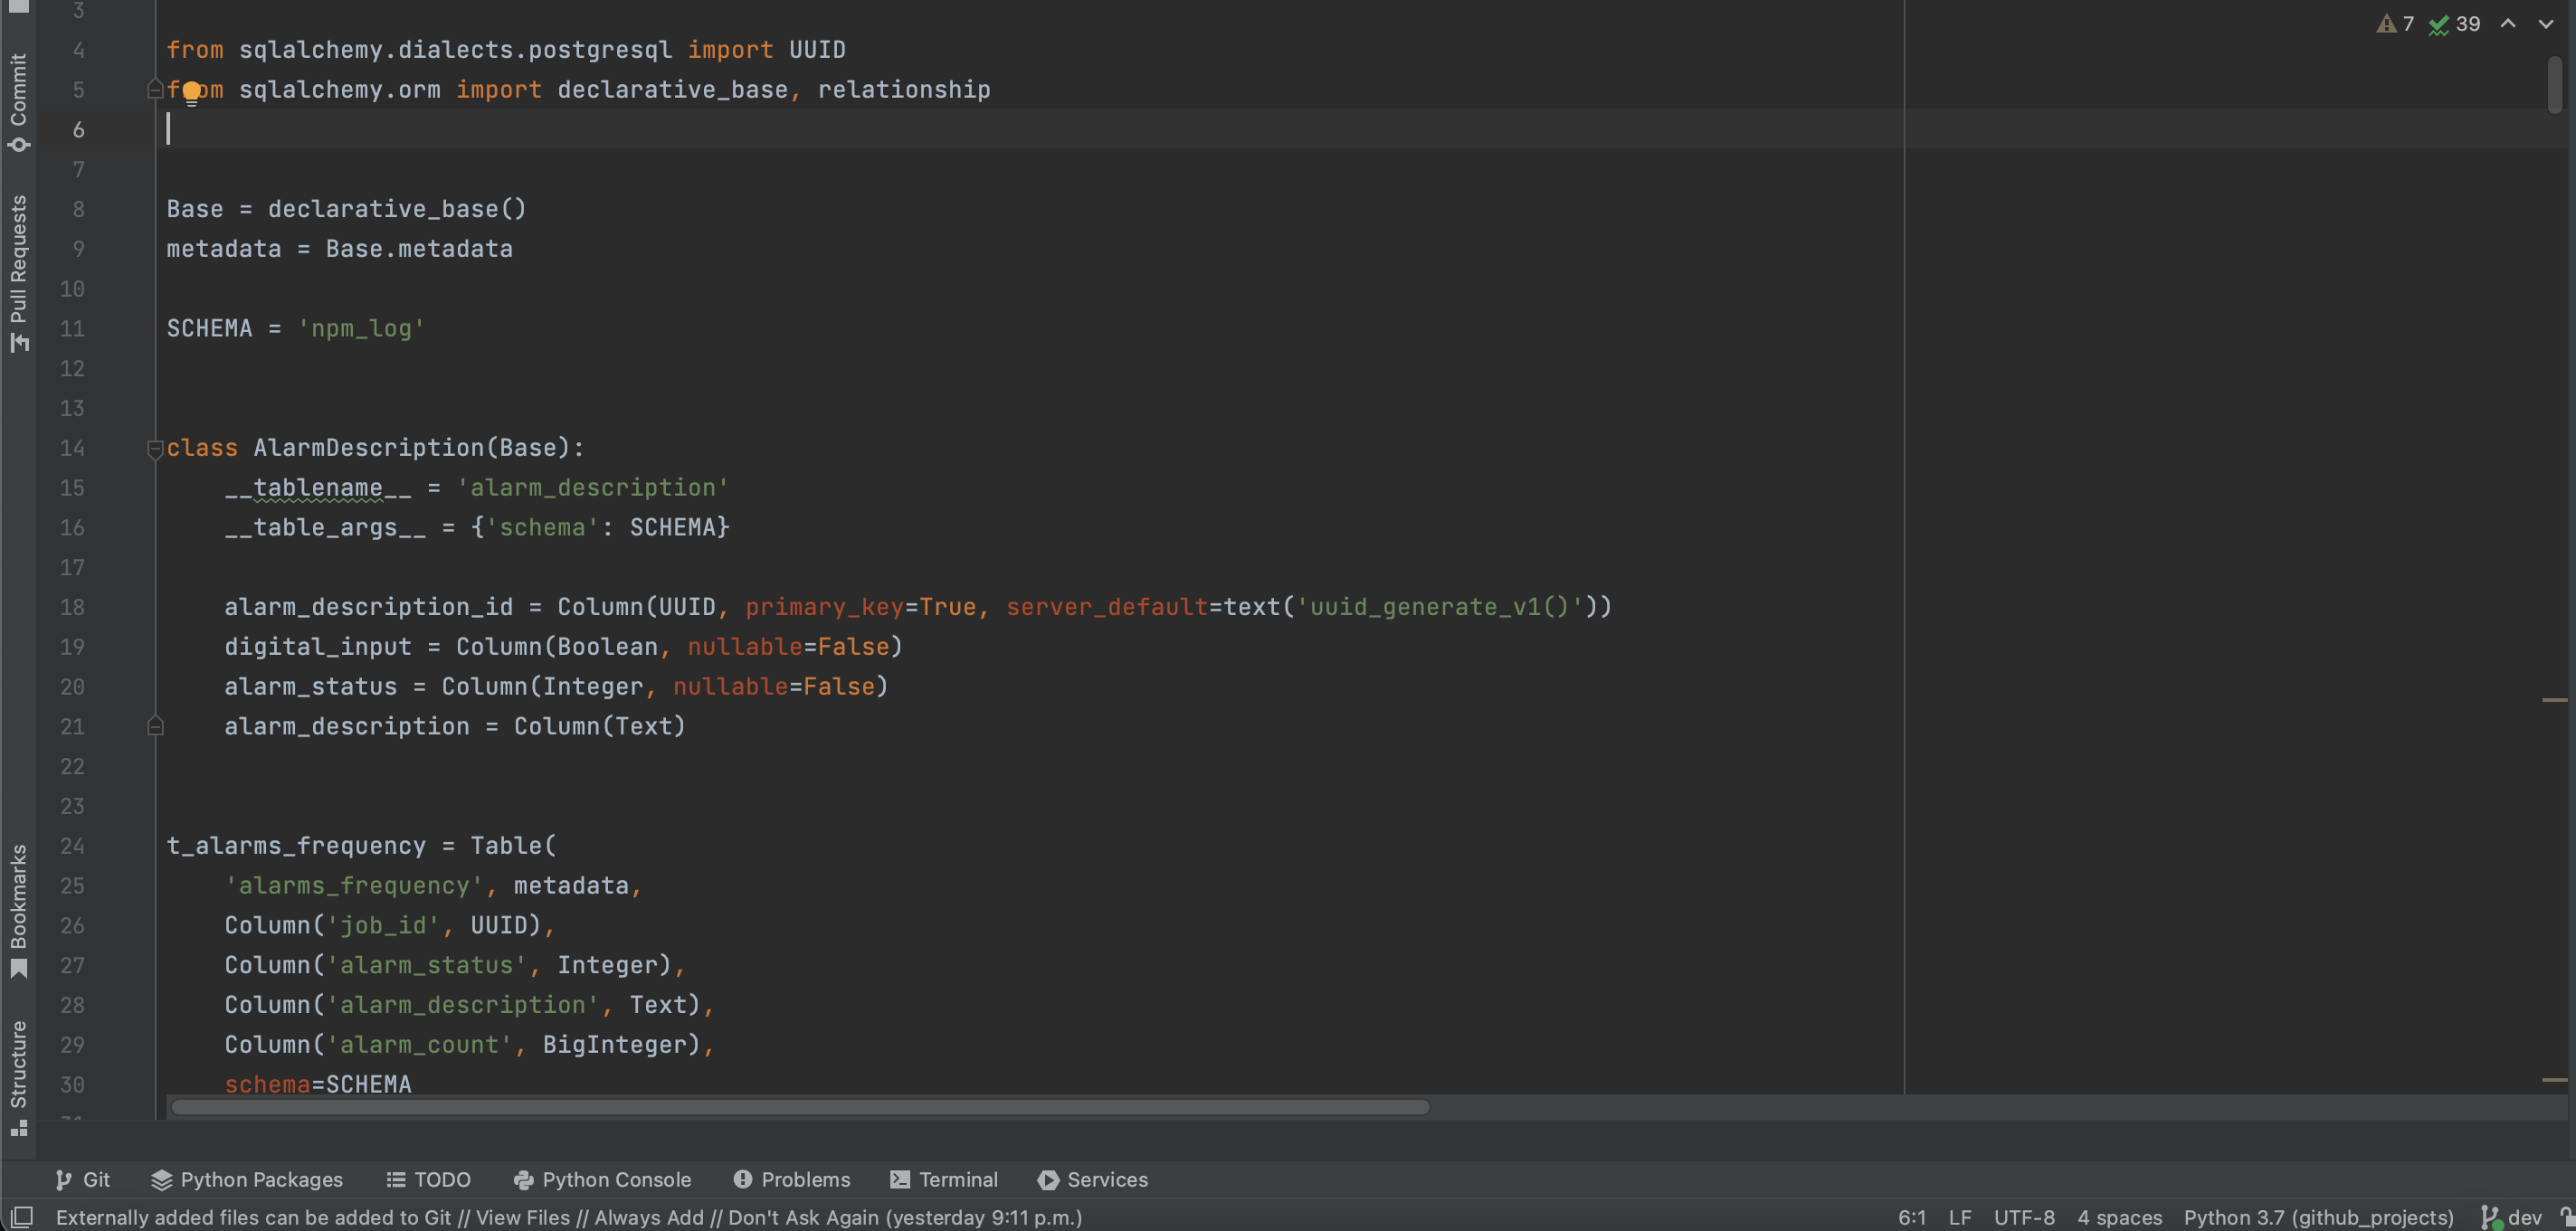 3
7 39
4 from sqlalchemy.dialects.postgresql import UUID
5 from sqlalchemy.orm import declarative_base, relationship
6
7
8 Base = declarative_base()
9 metadata = Base.metadata
10
11 SCHEMA = 'npm_log'
12
13
14 class AlarmDescription(Base):
15     __tablename__ = 'alarm_description'
16     __table_args__ = {'schema': SCHEMA}
17
18     alarm_description_id = Column(UUID, primary_key=True, server_default=text('uuid_generate_v1()'))
19     digital_input = Column(Boolean, nullable=False)
20     alarm_status = Column(Integer, nullable=False)
21     alarm_description = Column(Text)
22
23
24 t_alarms_frequency = Table(
25     'alarms_frequency', metadata,
26     Column('job_id', UUID),
27     Column('alarm_status', Integer),
28     Column('alarm_description', Text),
29     Column('alarm_count', BigInteger),
30     schema=SCHEMA
Commit
Pull Requests
Bookmarks
Structure
Git Python Packages TODO Python Console Problems Terminal Services
Externally added files can be added to Git // View Files // Always Add // Don't Ask Again (yesterday 9:11 p.m.) 6:1 LF UTF-8 4 spaces Python 3.7 (github_projects) dev